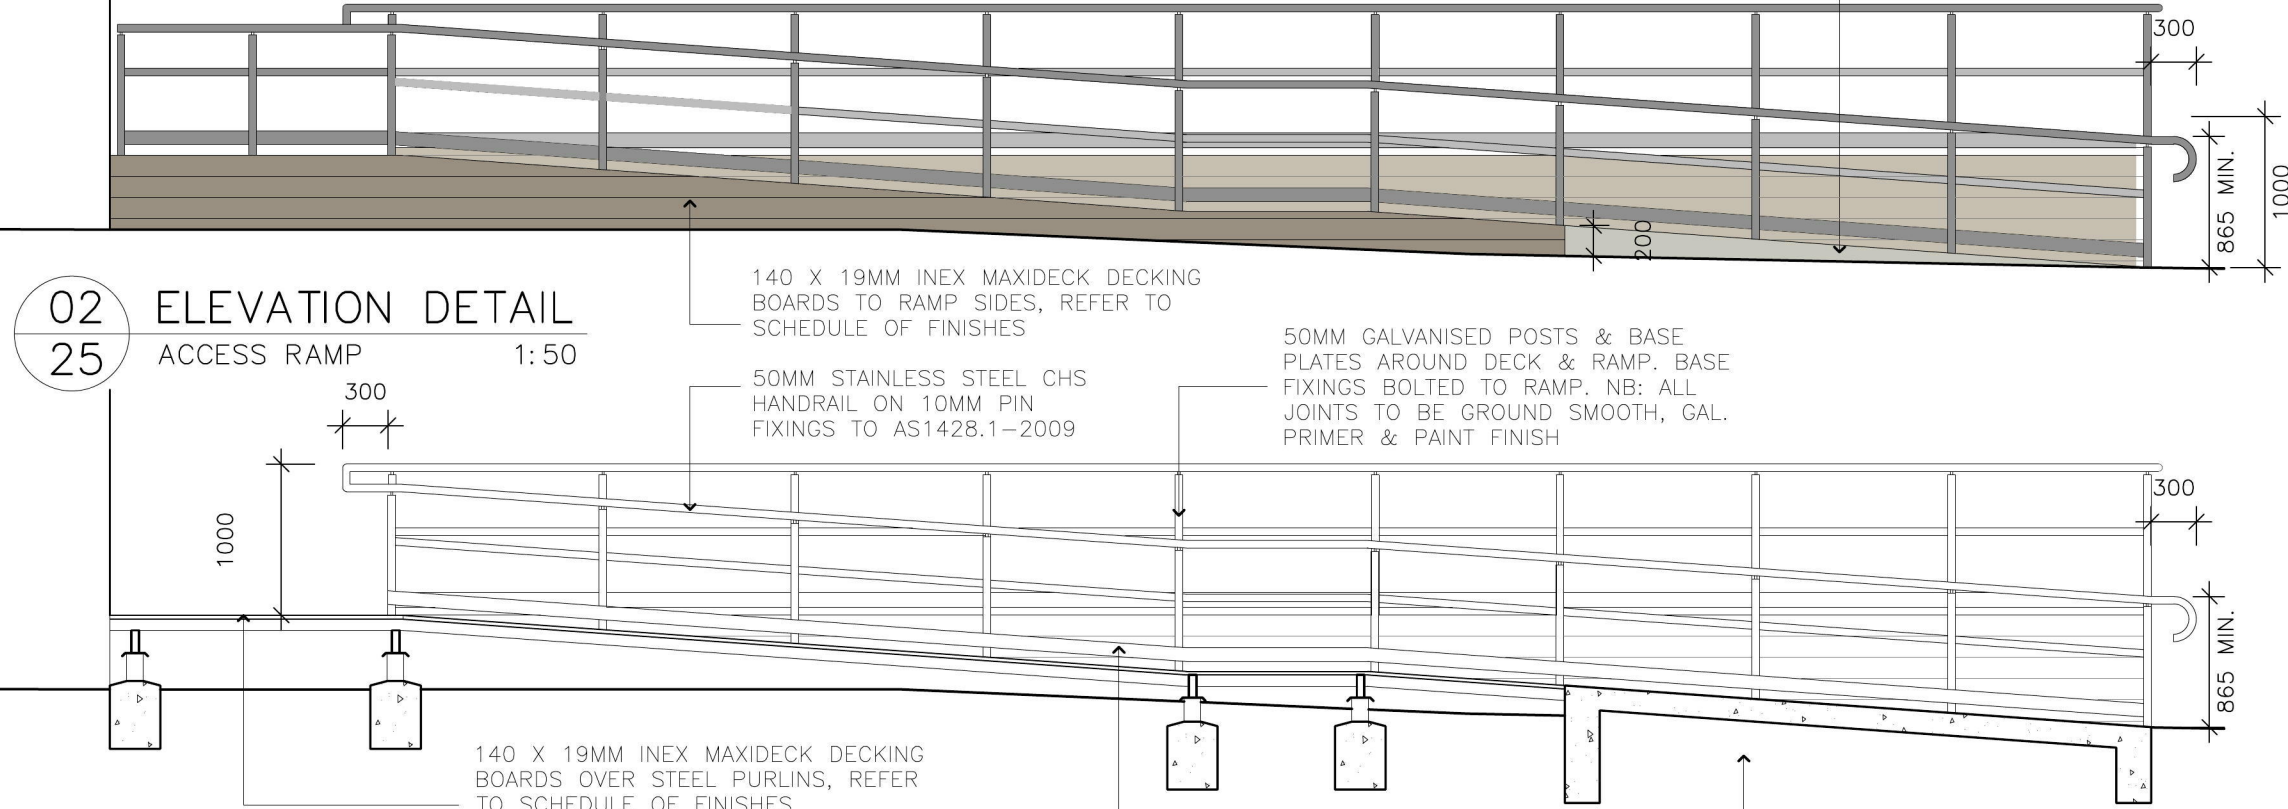 300
865 MIN.
1000
200
140 X 19MM INEX MAXIDECK DECKING
BOARDS TO RAMP SIDES, REFER TO
SCHEDULE OF FINISHES
02
25
ELEVATION DETAIL
ACCESS RAMP 1:50
50MM STAINLESS STEEL CHS
HANDRAIL ON 10MM PIN
FIXINGS TO AS1428.1-2009
50MM GALVANISED POSTS & BASE
PLATES AROUND DECK & RAMP. BASE
FIXINGS BOLTED TO RAMP. NB: ALL
JOINTS TO BE GROUND SMOOTH, GAL.
PRIMER & PAINT FINISH
300
1000
300
865 MIN.
140 X 19MM INEX MAXIDECK DECKING
BOARDS OVER STEEL PURLINS, REFER
TO SCHEDULE OF FINISHES